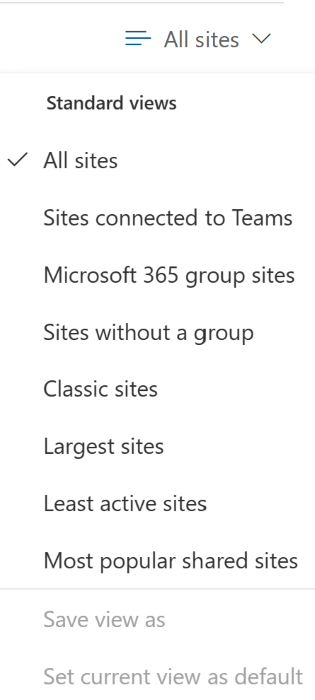 All sites
Standard views
All sites
Sites connected to Teams
Microsoft 365 group sites
Sites without a group
Classic sites
Largest sites
Least active sites
Most popular shared sites
Save view as
Set current view as default